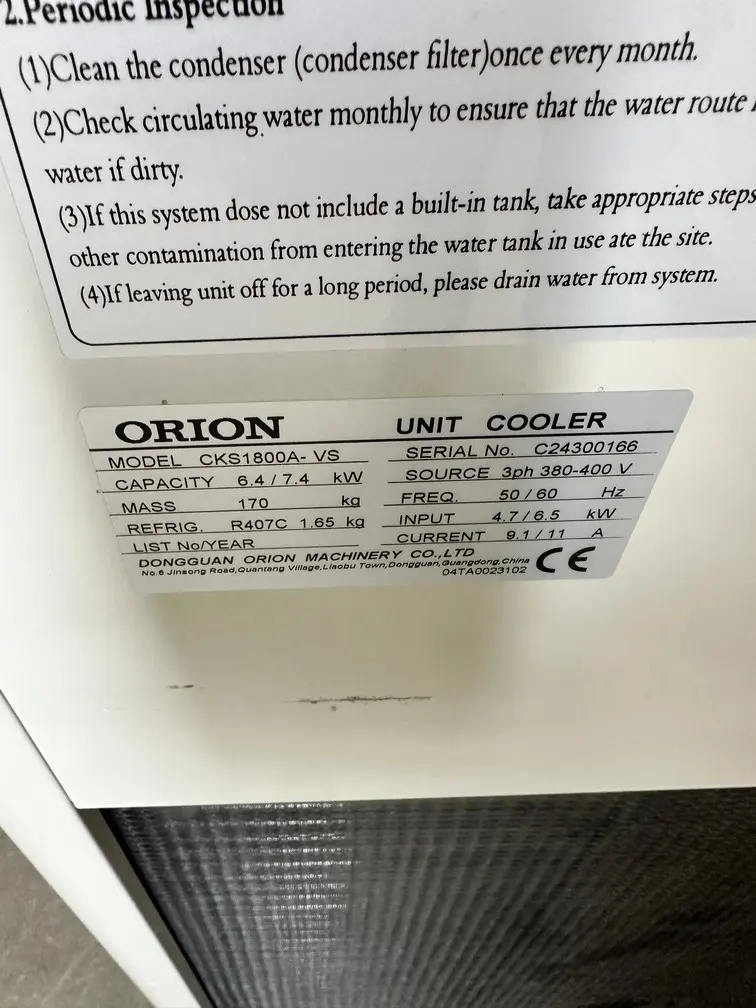 2.Periodic Inspection
(1)Clean the condenser (condenser filter)once every month.
(2)Check circulating water monthly to ensure that the water route
water if dirty.
(3)If this system dose not include a built-in tank, take appropriate steps
other contamination from entering the water tank in use ate the site.
(4)If leaving unit off for a long period, please drain water from system.
ORION UNIT COOLER
MODEL CKS1800A- VS
CAPACITY 6.4 / 7.4 kW
MASS 170 kg
REFRIG. R407C 1.65 kg
LIST No/YEAR
SERIAL No. C24300166
SOURCE 3ph 380-400 V
FREQ. 50 / 60 Hz
INPUT 4.7 / 6.5 kW
CURRENT 9.1 / 11 A
DONGGUAN ORION MACHINERY CO.,LTD
No.6 Jinsong Road,Quantang Village,Liaobu Town,Dongguan,Guangdong,China
04TA0023102
CE